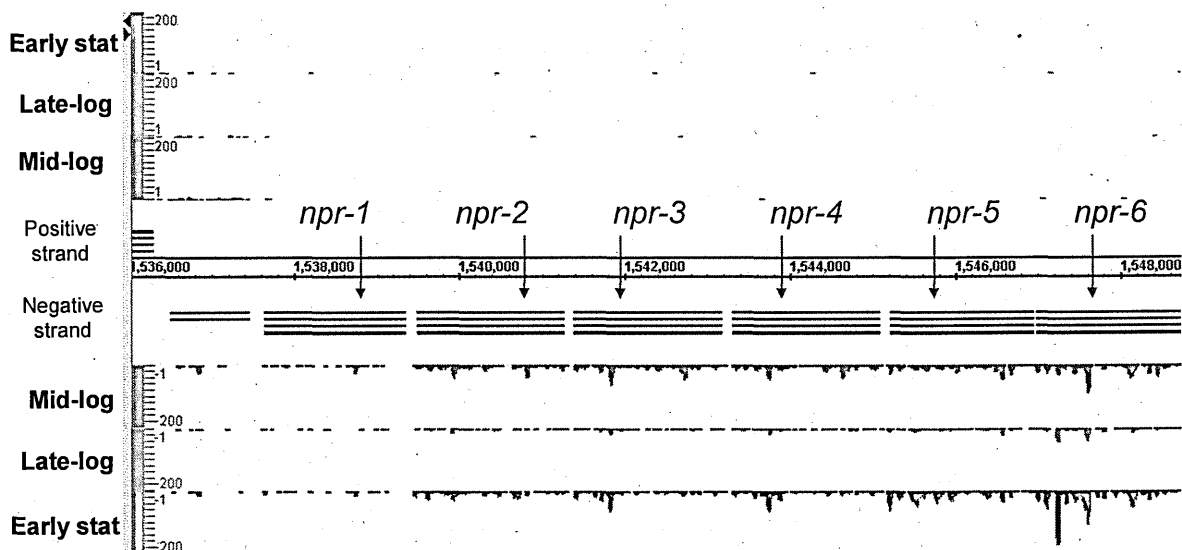 Early stat
200
1
Late-log
200
1
Mid-log
200
1
npr-1 npr-2 npr-3 npr-4 npr-5 npr-6
Positive
strand
1,536,000 1,538,000 1,540,000 1,542,000 1,544,000 1,546,000 1,548,000
Negative
strand
Mid-log
-1
-200
Late-log
-1
-200
Early stat
-1
-200